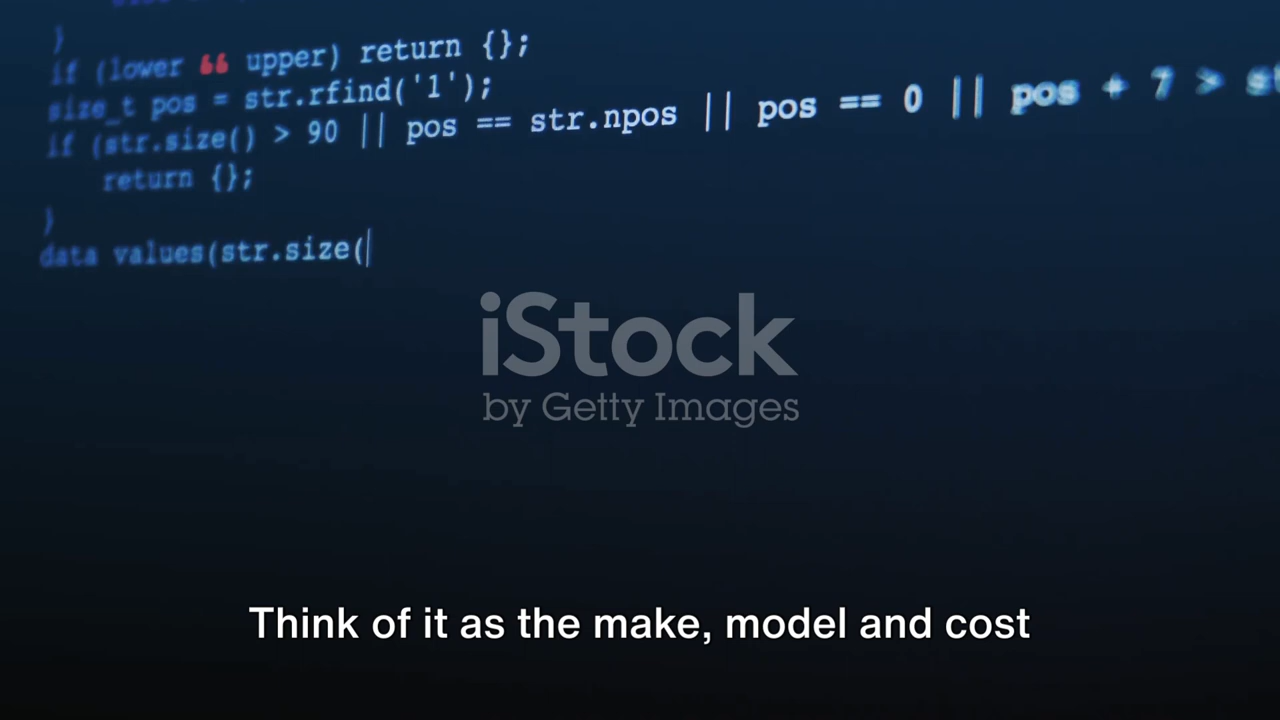 }
if (lower && upper) return {};
size_t pos = str.rfind('1');
if (str.size() > 90 || pos == str.npos || pos == 0 || pos + 7 > st
return {};
}
data values(str.size(
iStock
by Getty Images
Think of it as the make, model and cost